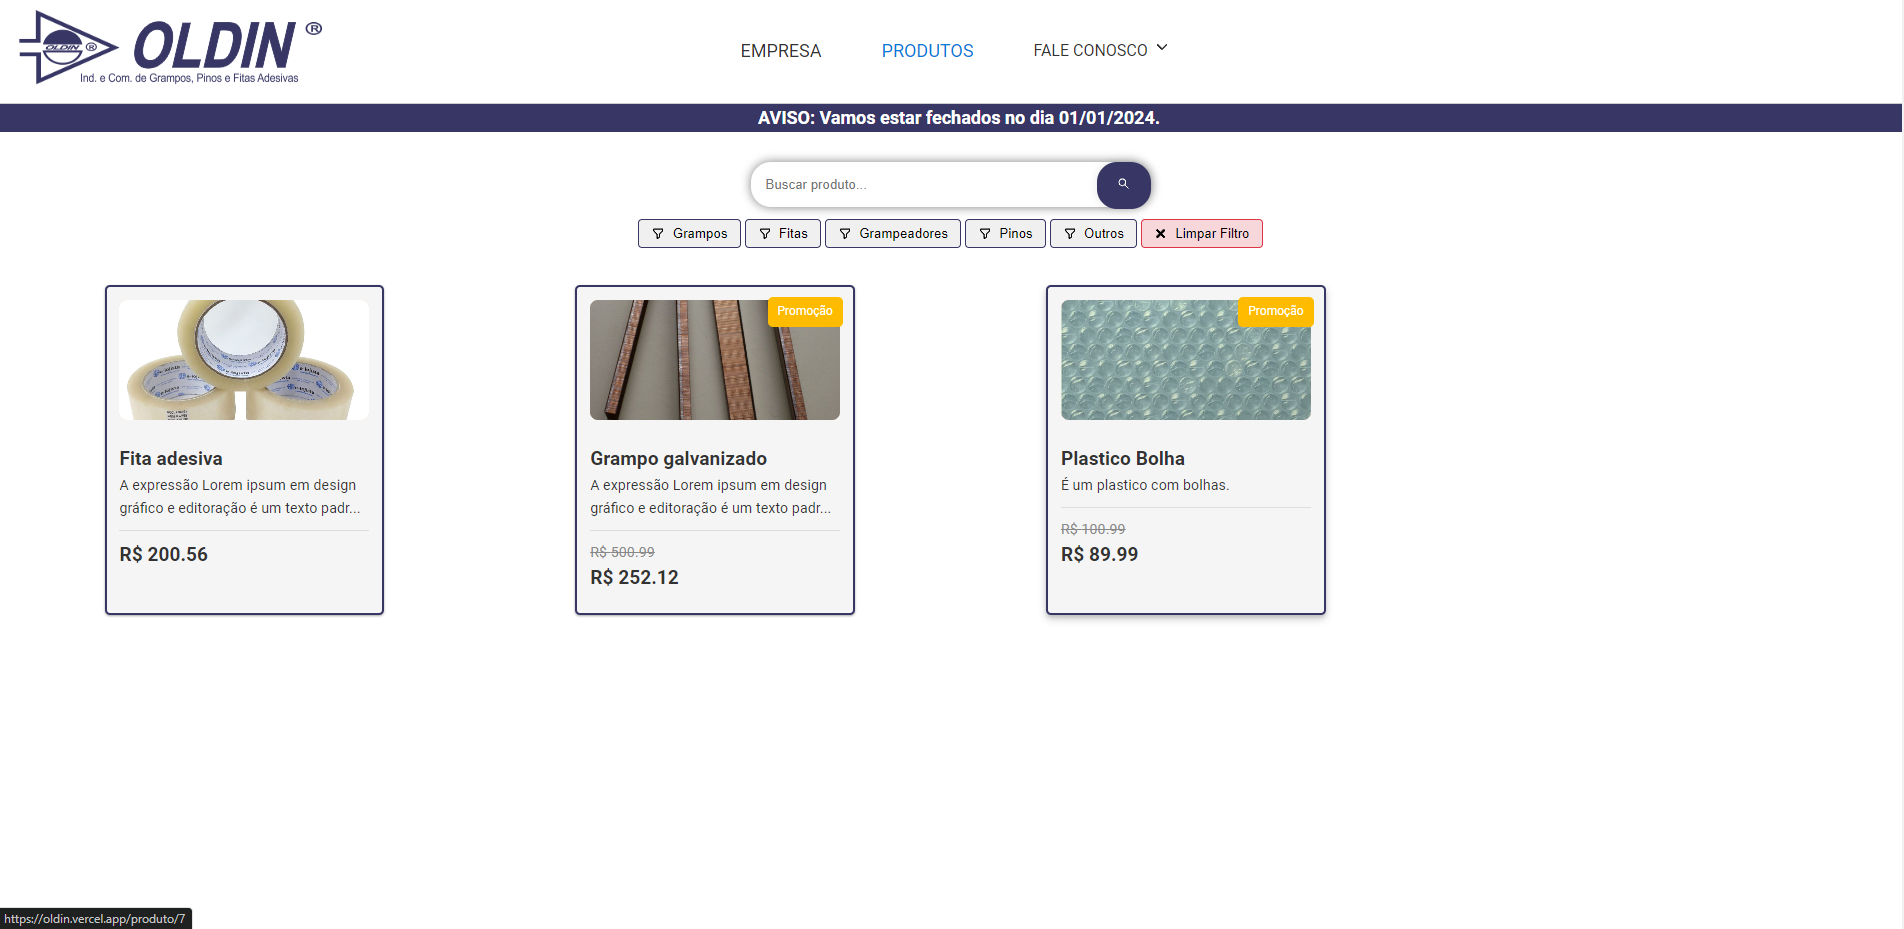 OLDIN ®
OLDIN ®
Ind. e Com. de Grampos, Pinos e Fitas Adesivas
EMPRESA
PRODUTOS
FALE CONOSCO
AVISO: Vamos estar fechados no dia 01/01/2024.
Buscar produto...
Grampos
Fitas
Grampeadores
Pinos
Outros
Limpar Filtro
Fita adesiva
A expressão Lorem ipsum em design
gráfico e editoração é um texto padr...
R$ 200.56
Promoção
Grampo galvanizado
A expressão Lorem ipsum em design
gráfico e editoração é um texto padr...
R$ 500.99
R$ 252.12
Promoção
Plastico Bolha
É um plastico com bolhas.
R$ 100.99
R$ 89.99
https://oldin.vercel.app/produto/7